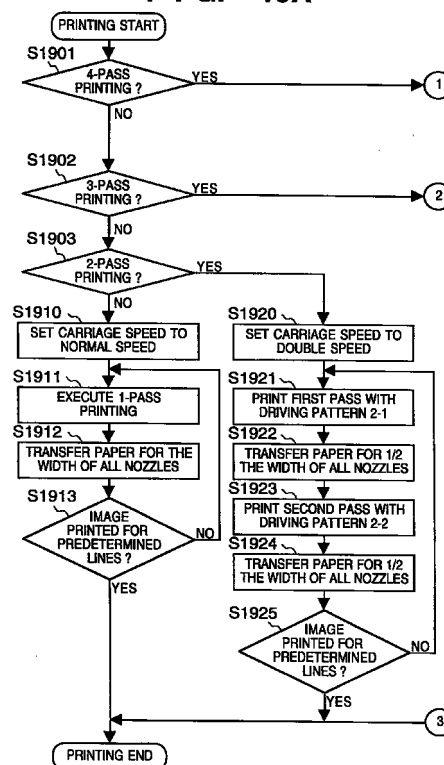 PRINTING START
S1901
4-PASS
PRINTING ?
YES
1
NO
S1902
3-PASS
PRINTING ?
YES
2
NO
S1903
2-PASS
PRINTING ?
YES
NO
S1910
SET CARRIAGE SPEED TO
NORMAL SPEED
S1911
EXECUTE 1-PASS
PRINTING
S1912
TRANSFER PAPER FOR THE
WIDTH OF ALL NOZZLES
S1913
IMAGE
PRINTED FOR
PREDETERMINED
LINES ?
NO
YES
S1920
SET CARRIAGE SPEED TO
DOUBLE SPEED
S1921
PRINT FIRST PASS WITH
DRIVING PATTERN 2-1
S1922
TRANSFER PAPER FOR 1/2
THE WIDTH OF ALL NOZZLES
S1923
PRINT SECOND PASS WITH
DRIVING PATTERN 2-2
S1924
TRANSFER PAPER FOR 1/2
THE WIDTH OF ALL NOZZLES
S1925
IMAGE
PRINTED FOR
PREDETERMINED
LINES ?
NO
YES
3
PRINTING END